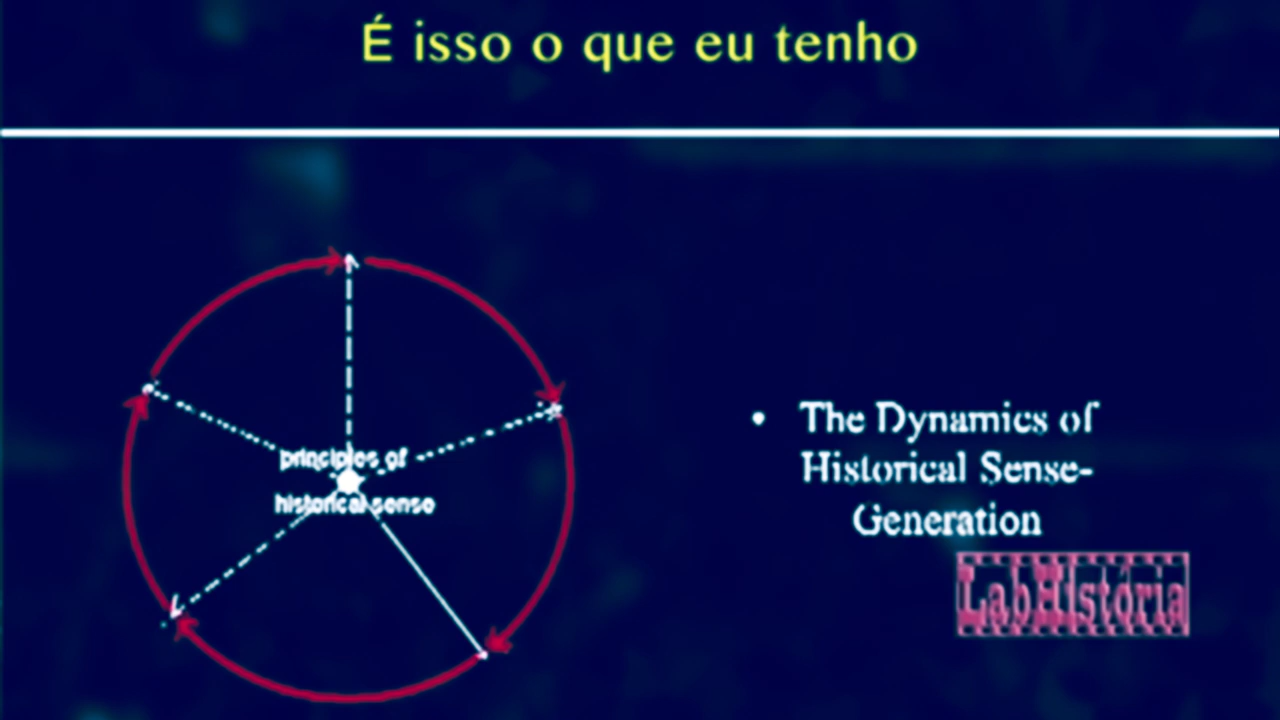 É isso o que eu tenho
principles of
historical sense
• The Dynamics of
Historical Sense-
Generation
LabHistória